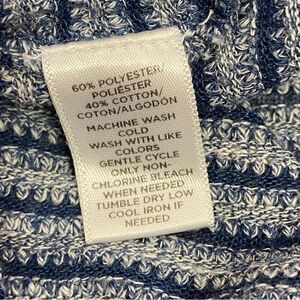 60% POLYESTER/
POLIÉSTER
40% COTTON/
COTON/ALGODÓN
MACHINE WASH
COLD
WASH WITH LIKE
COLORS
GENTLE CYCLE
ONLY NON-
CHLORINE BLEACH
WHEN NEEDED
TUMBLE DRY LOW
COOL IRON IF
NEEDED